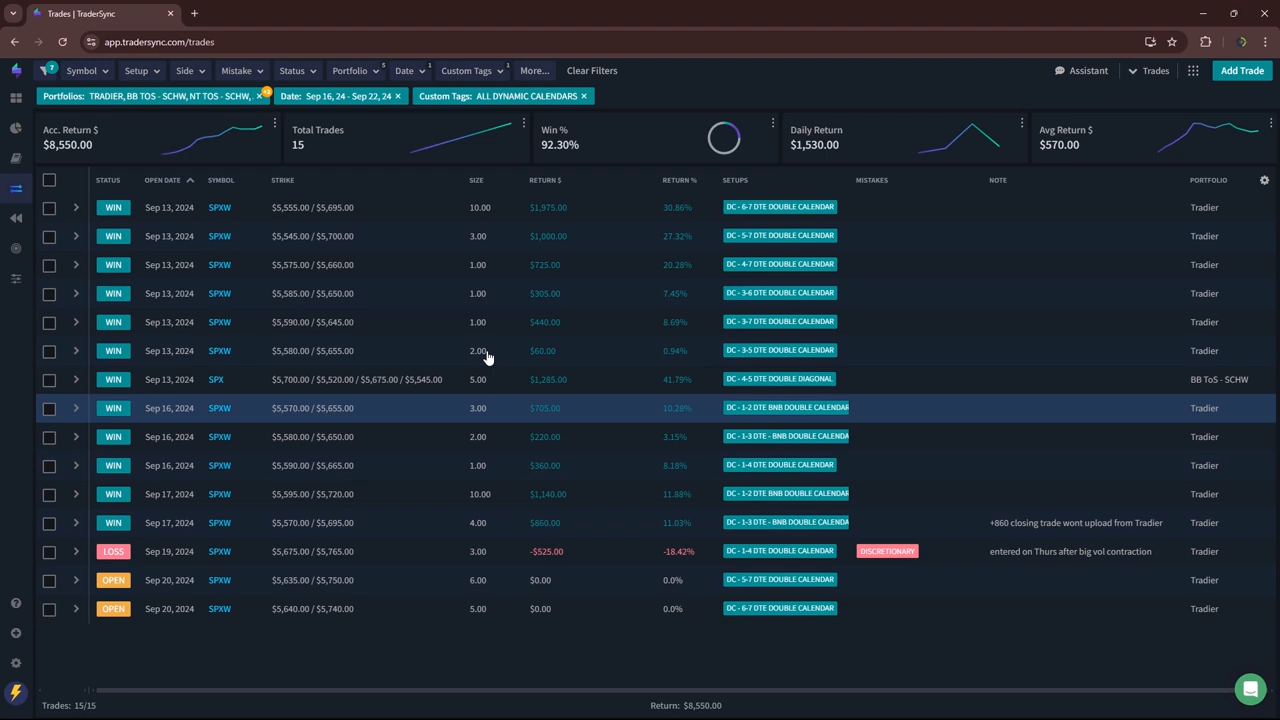 Trades | TraderSync
app.tradersync.com/trades
7 Symbol Setup Side Mistake Status Portfolio 5 Date 1 Custom Tags 1 More... Clear Filters Assistant Trades Add Trade
Portfolios: TRADIER, BB TOS - SCHW, NT TOS - SCHW, +3 Date: Sep 16, 24 - Sep 22, 24 Custom Tags: ALL DYNAMIC CALENDARS
Acc. Return $ Total Trades Win % Daily Return Avg Return $
$8,550.00 15 92.30% $1,530.00 $570.00
STATUS OPEN DATE SYMBOL STRIKE SIZE RETURN $ RETURN % SETUPS MISTAKES NOTE PORTFOLIO
WIN Sep 13, 2024 SPXW $5,555.00 / $5,695.00 10.00 $1,975.00 30.86% DC - 6-7 DTE DOUBLE CALENDAR Tradier
WIN Sep 13, 2024 SPXW $5,545.00 / $5,700.00 3.00 $1,000.00 27.32% DC - 5-7 DTE DOUBLE CALENDAR Tradier
WIN Sep 13, 2024 SPXW $5,575.00 / $5,660.00 1.00 $725.00 20.28% DC - 4-7 DTE DOUBLE CALENDAR Tradier
WIN Sep 13, 2024 SPXW $5,585.00 / $5,650.00 1.00 $305.00 7.45% DC - 3-6 DTE DOUBLE CALENDAR Tradier
WIN Sep 13, 2024 SPXW $5,590.00 / $5,645.00 1.00 $440.00 8.69% DC - 3-7 DTE DOUBLE CALENDAR Tradier
WIN Sep 13, 2024 SPXW $5,580.00 / $5,655.00 2.00 $60.00 0.94% DC - 3-5 DTE DOUBLE CALENDAR Tradier
WIN Sep 13, 2024 SPX $5,700.00 / $5,520.00 / $5,675.00 / $5,545.00 5.00 $1,285.00 41.79% DC - 4-5 DTE DOUBLE DIAGONAL BB ToS - SCHW
WIN Sep 16, 2024 SPXW $5,570.00 / $5,655.00 3.00 $705.00 10.28% DC - 1-2 DTE BNB DOUBLE CALENDAR Tradier
WIN Sep 16, 2024 SPXW $5,580.00 / $5,650.00 2.00 $220.00 3.15% DC - 1-3 DTE - BNB DOUBLE CALENDA Tradier
WIN Sep 16, 2024 SPXW $5,590.00 / $5,665.00 1.00 $360.00 8.18% DC - 1-4 DTE DOUBLE CALENDAR Tradier
WIN Sep 17, 2024 SPXW $5,595.00 / $5,720.00 10.00 $1,140.00 11.88% DC - 1-2 DTE BNB DOUBLE CALENDAR Tradier
WIN Sep 17, 2024 SPXW $5,570.00 / $5,695.00 4.00 $860.00 11.03% DC - 1-3 DTE - BNB DOUBLE CALENDA +860 closing trade wont upload from Tradier Tradier
LOSS Sep 19, 2024 SPXW $5,675.00 / $5,765.00 3.00 -$525.00 -18.42% DC - 1-4 DTE DOUBLE CALENDAR DISCRETIONARY entered on Thurs after big vol contraction Tradier
OPEN Sep 20, 2024 SPXW $5,635.00 / $5,750.00 6.00 $0.00 0.0% DC - 5-7 DTE DOUBLE CALENDAR Tradier
OPEN Sep 20, 2024 SPXW $5,640.00 / $5,740.00 5.00 $0.00 0.0% DC - 6-7 DTE DOUBLE CALENDAR Tradier
Trades: 15/15 Return: $8,550.00